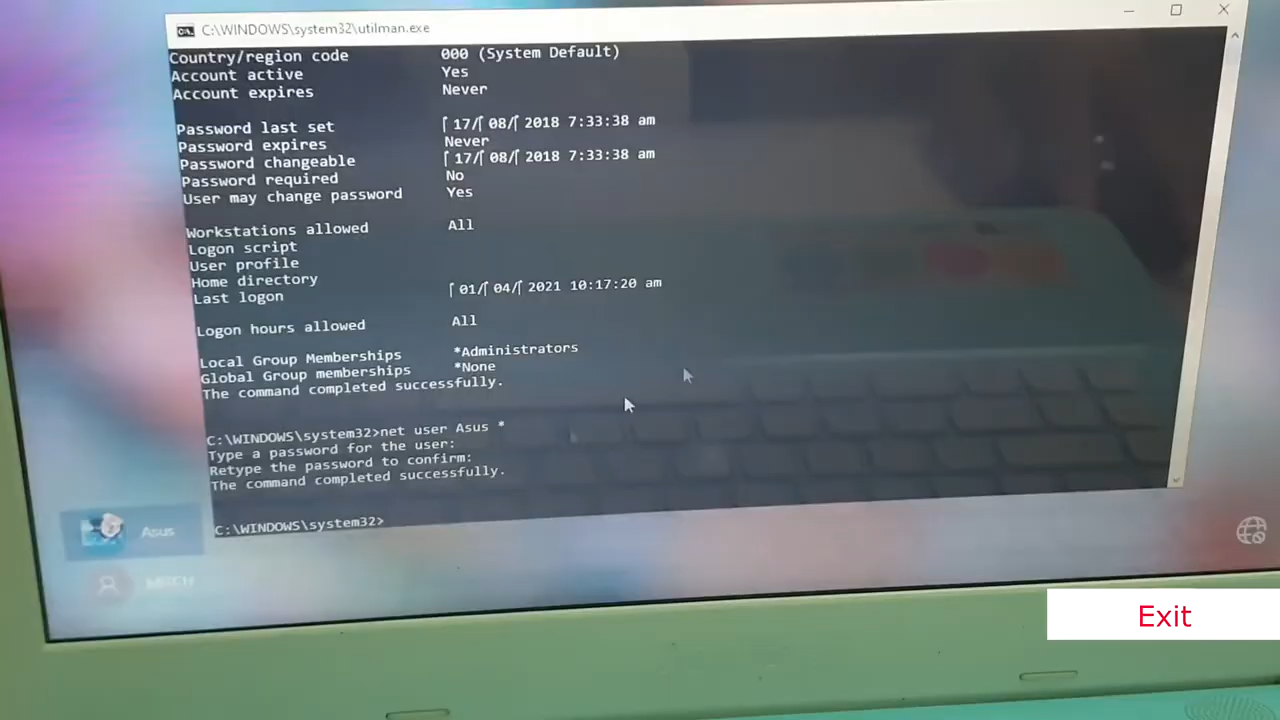 C:\WINDOWS\system32\utilman.exe
Country/region code 000 (System Default)
Account active Yes
Account expires Never
Password last set 17/ 08/ 2018 7:33:38 am
Password expires Never
Password changeable 17/ 08/ 2018 7:33:38 am
Password required No
User may change password Yes
Workstations allowed All
Logon script
User profile
Home directory
Last logon 01/ 04/ 2021 10:17:20 am
Logon hours allowed All
Local Group Memberships *Administrators
Global Group memberships *None
The command completed successfully.
C:\WINDOWS\system32>net user Asus *
Type a password for the user:
Retype the password to confirm:
The command completed successfully.
C:\WINDOWS\system32>
Asus
Exit